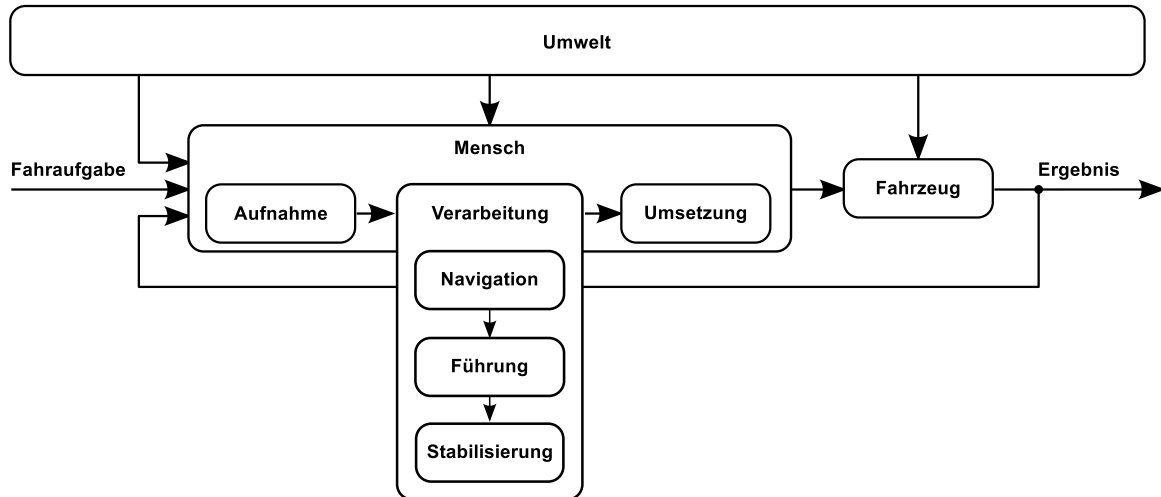 Umwelt
Mensch
Fahraufgabe
Ergebnis
Fahrzeug
Aufnahme
Verarbeitung
Umsetzung
Navigation
Führung
Stabilisierung